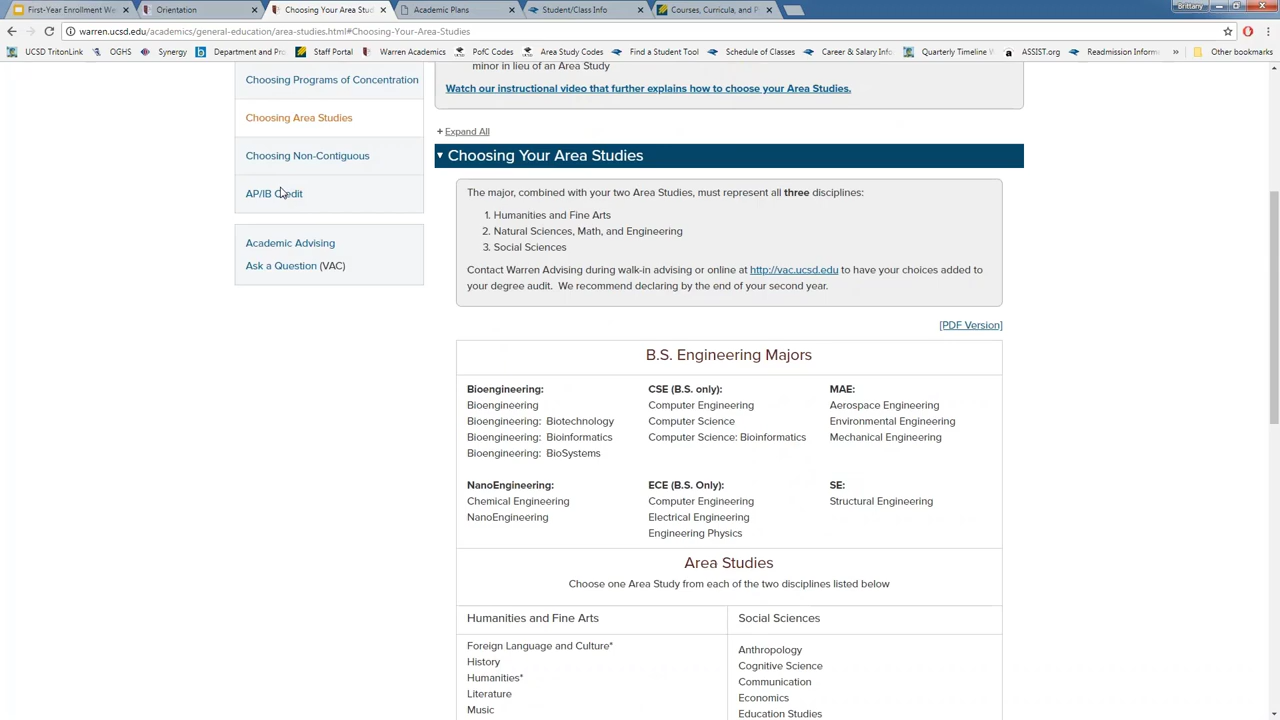 First-Year Enrollment We
Orientation
Choosing Your Area Stud
Academic Plans
Student/Class Info
Courses, Curricula, and P
Brittany
warren.ucsd.edu/academics/general-education/area-studies.html#Choosing-Your-Area-Studies
UCSD TritonLink
OGHS
Synergy
Department and Pro
Staff Portal
Warren Academics
PofC Codes
Area Study Codes
Find a Student Tool
Schedule of Classes
Career & Salary Info
Quarterly Timeline
ASSIST.org
Readmission Inform
»
Other bookmarks
Choosing Programs of Concentration
Choosing Area Studies
Choosing Non-Contiguous
AP/IB Credit
Academic Advising
Ask a Question (VAC)
minor in lieu of an Area Study
Watch our instructional video that further explains how to choose your Area Studies.
+ Expand All
Choosing Your Area Studies
The major, combined with your two Area Studies, must represent all three disciplines:
1. Humanities and Fine Arts
2. Natural Sciences, Math, and Engineering
3. Social Sciences
Contact Warren Advising during walk-in advising or online at http://vac.ucsd.edu to have your choices added to
your degree audit. We recommend declaring by the end of your second year.
[PDF Version]
B.S. Engineering Majors
Bioengineering:
Bioengineering
Bioengineering: Biotechnology
Bioengineering: Bioinformatics
Bioengineering: BioSystems
CSE (B.S. only):
Computer Engineering
Computer Science
Computer Science: Bioinformatics
MAE:
Aerospace Engineering
Environmental Engineering
Mechanical Engineering
NanoEngineering:
Chemical Engineering
NanoEngineering
ECE (B.S. Only):
Computer Engineering
Electrical Engineering
Engineering Physics
SE:
Structural Engineering
Area Studies
Choose one Area Study from each of the two disciplines listed below
Humanities and Fine Arts
Foreign Language and Culture*
History
Humanities*
Literature
Music
Social Sciences
Anthropology
Cognitive Science
Communication
Economics
Education Studies